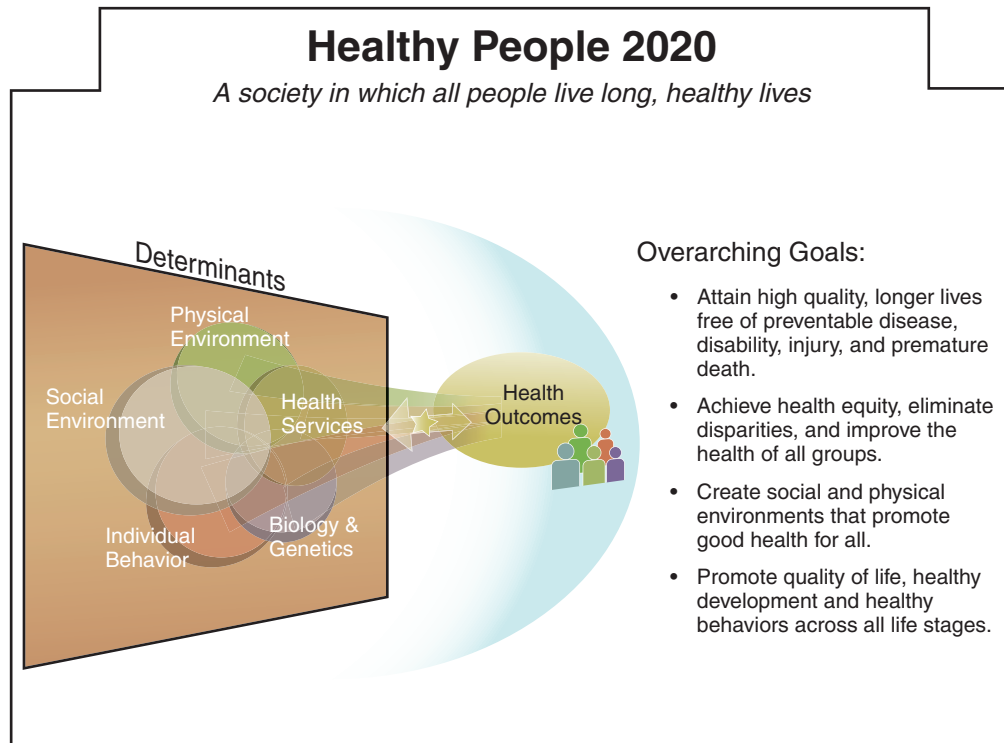 Healthy People 2020
A society in which all people live long, healthy lives
Determinants
Physical
Environment
Social
Environment
Health
Services
Individual
Behavior
Biology &
Genetics
Health
Outcomes
Overarching Goals:
• Attain high quality, longer lives
free of preventable disease,
disability, injury, and premature
death.
• Achieve health equity, eliminate
disparities, and improve the
health of all groups.
• Create social and physical
environments that promote
good health for all.
• Promote quality of life, healthy
development and healthy
behaviors across all life stages.